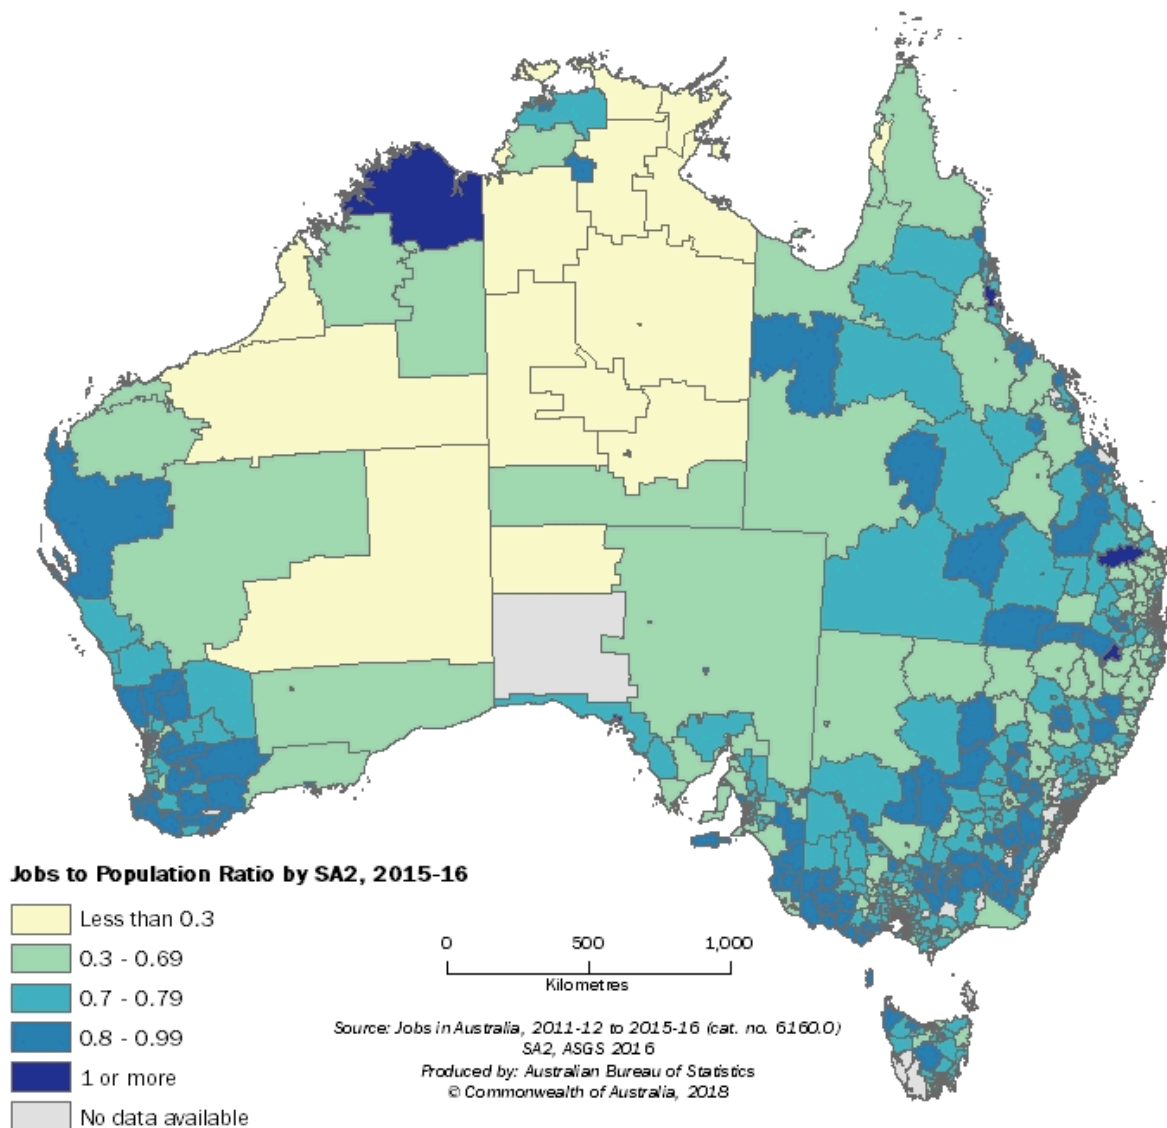 Jobs to Population Ratio by SA2, 2015-16
Less than 0.3
0.3 - 0.69
0.7 - 0.79
0.8 - 0.99
1 or more
No data available
0 500 1,000
Kilometres
Source: Jobs in Australia, 2011-12 to 2015-16 (cat. no. 6160.0)
SA2, ASGS 2016
Produced by: Australian Bureau of Statistics
© Commonwealth of Australia, 2018